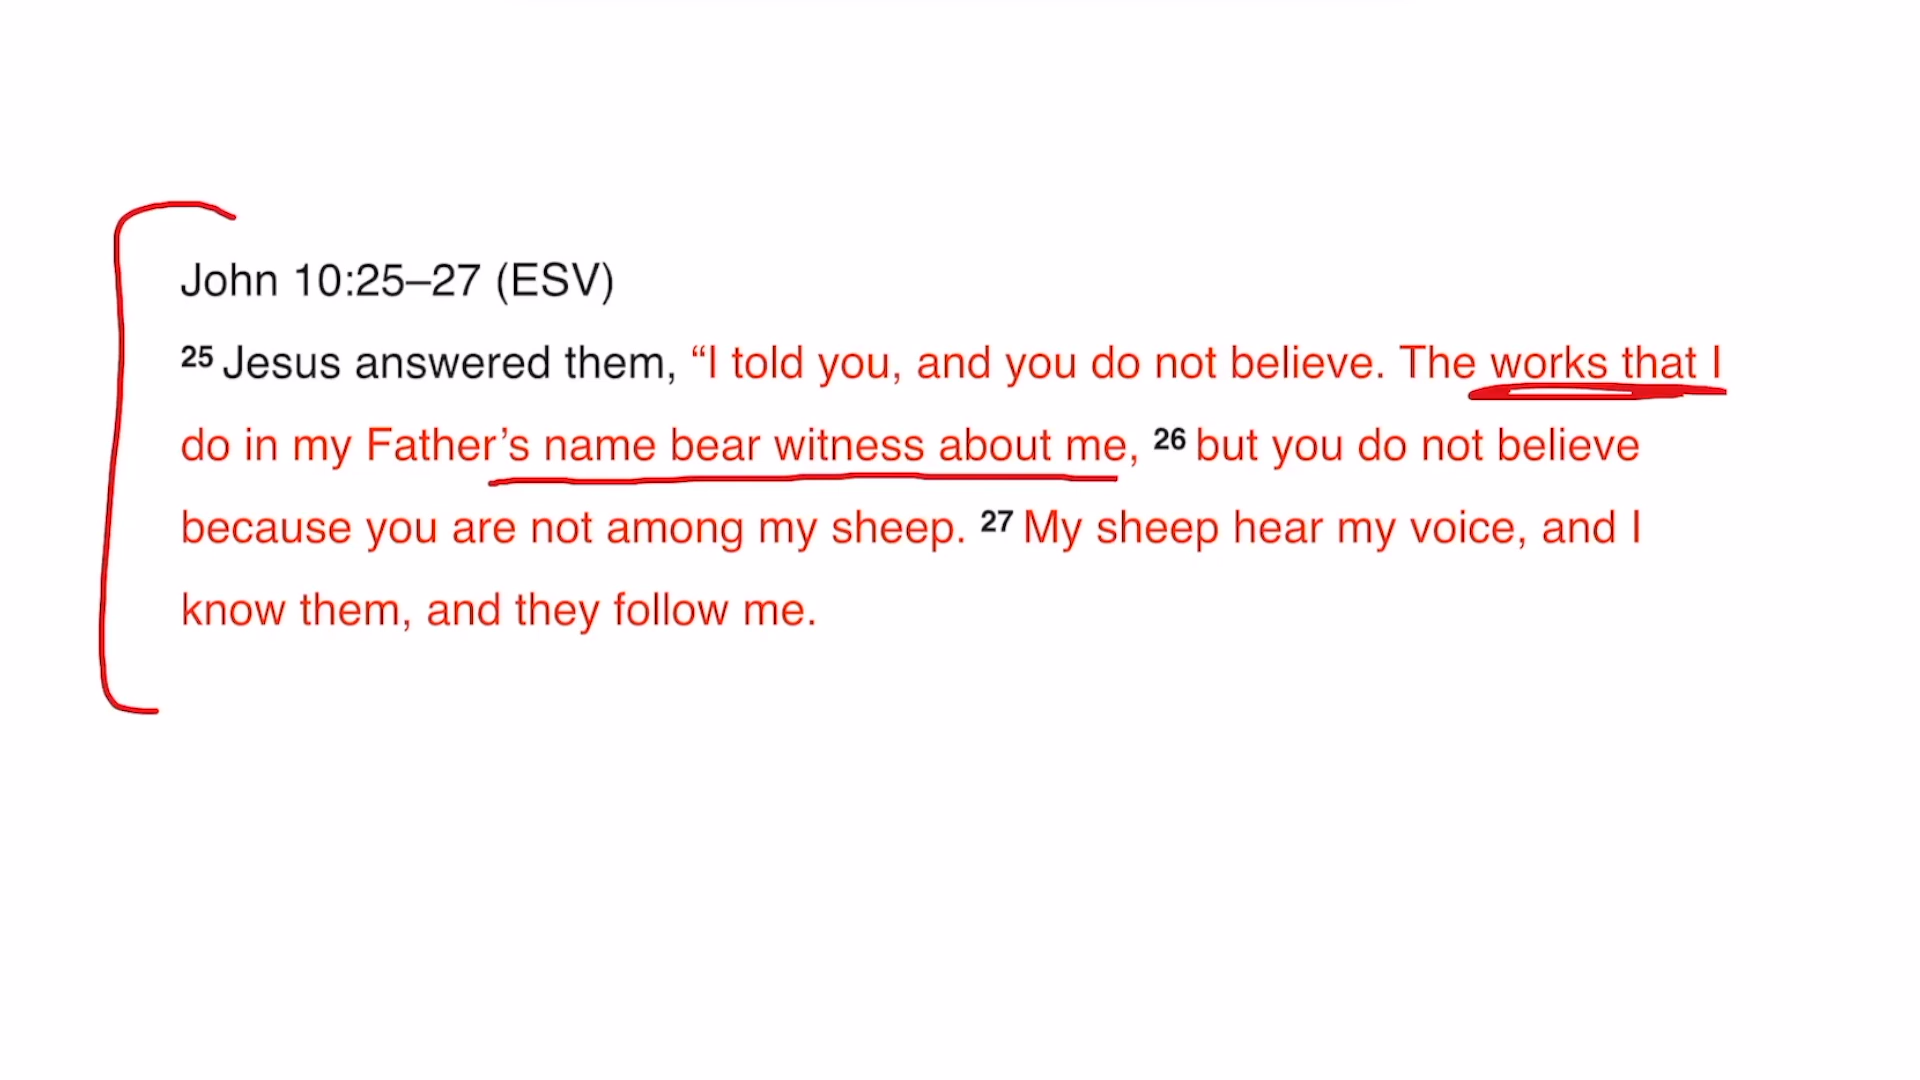 John 10:25–27 (ESV)
25 Jesus answered them, “I told you, and you do not believe. The works that I
do in my Father’s name bear witness about me, 26 but you do not believe
because you are not among my sheep. 27 My sheep hear my voice, and I
know them, and they follow me.